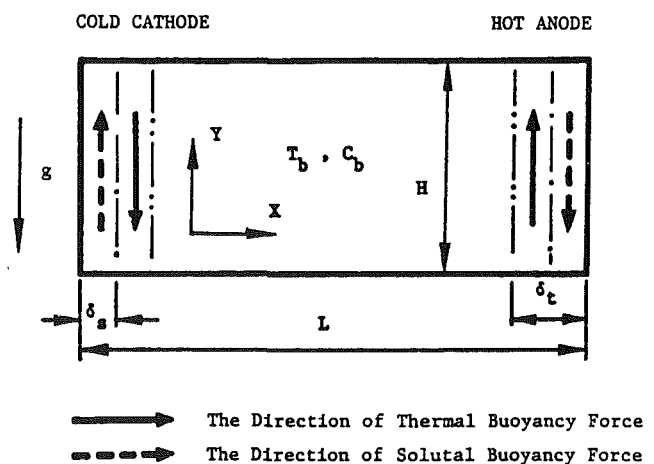 COLD CATHODE
HOT ANODE
g
Y
X
T_b , C_b
H
δ_s
δ_t
L
The Direction of Thermal Buoyancy Force
The Direction of Solutal Buoyancy Force